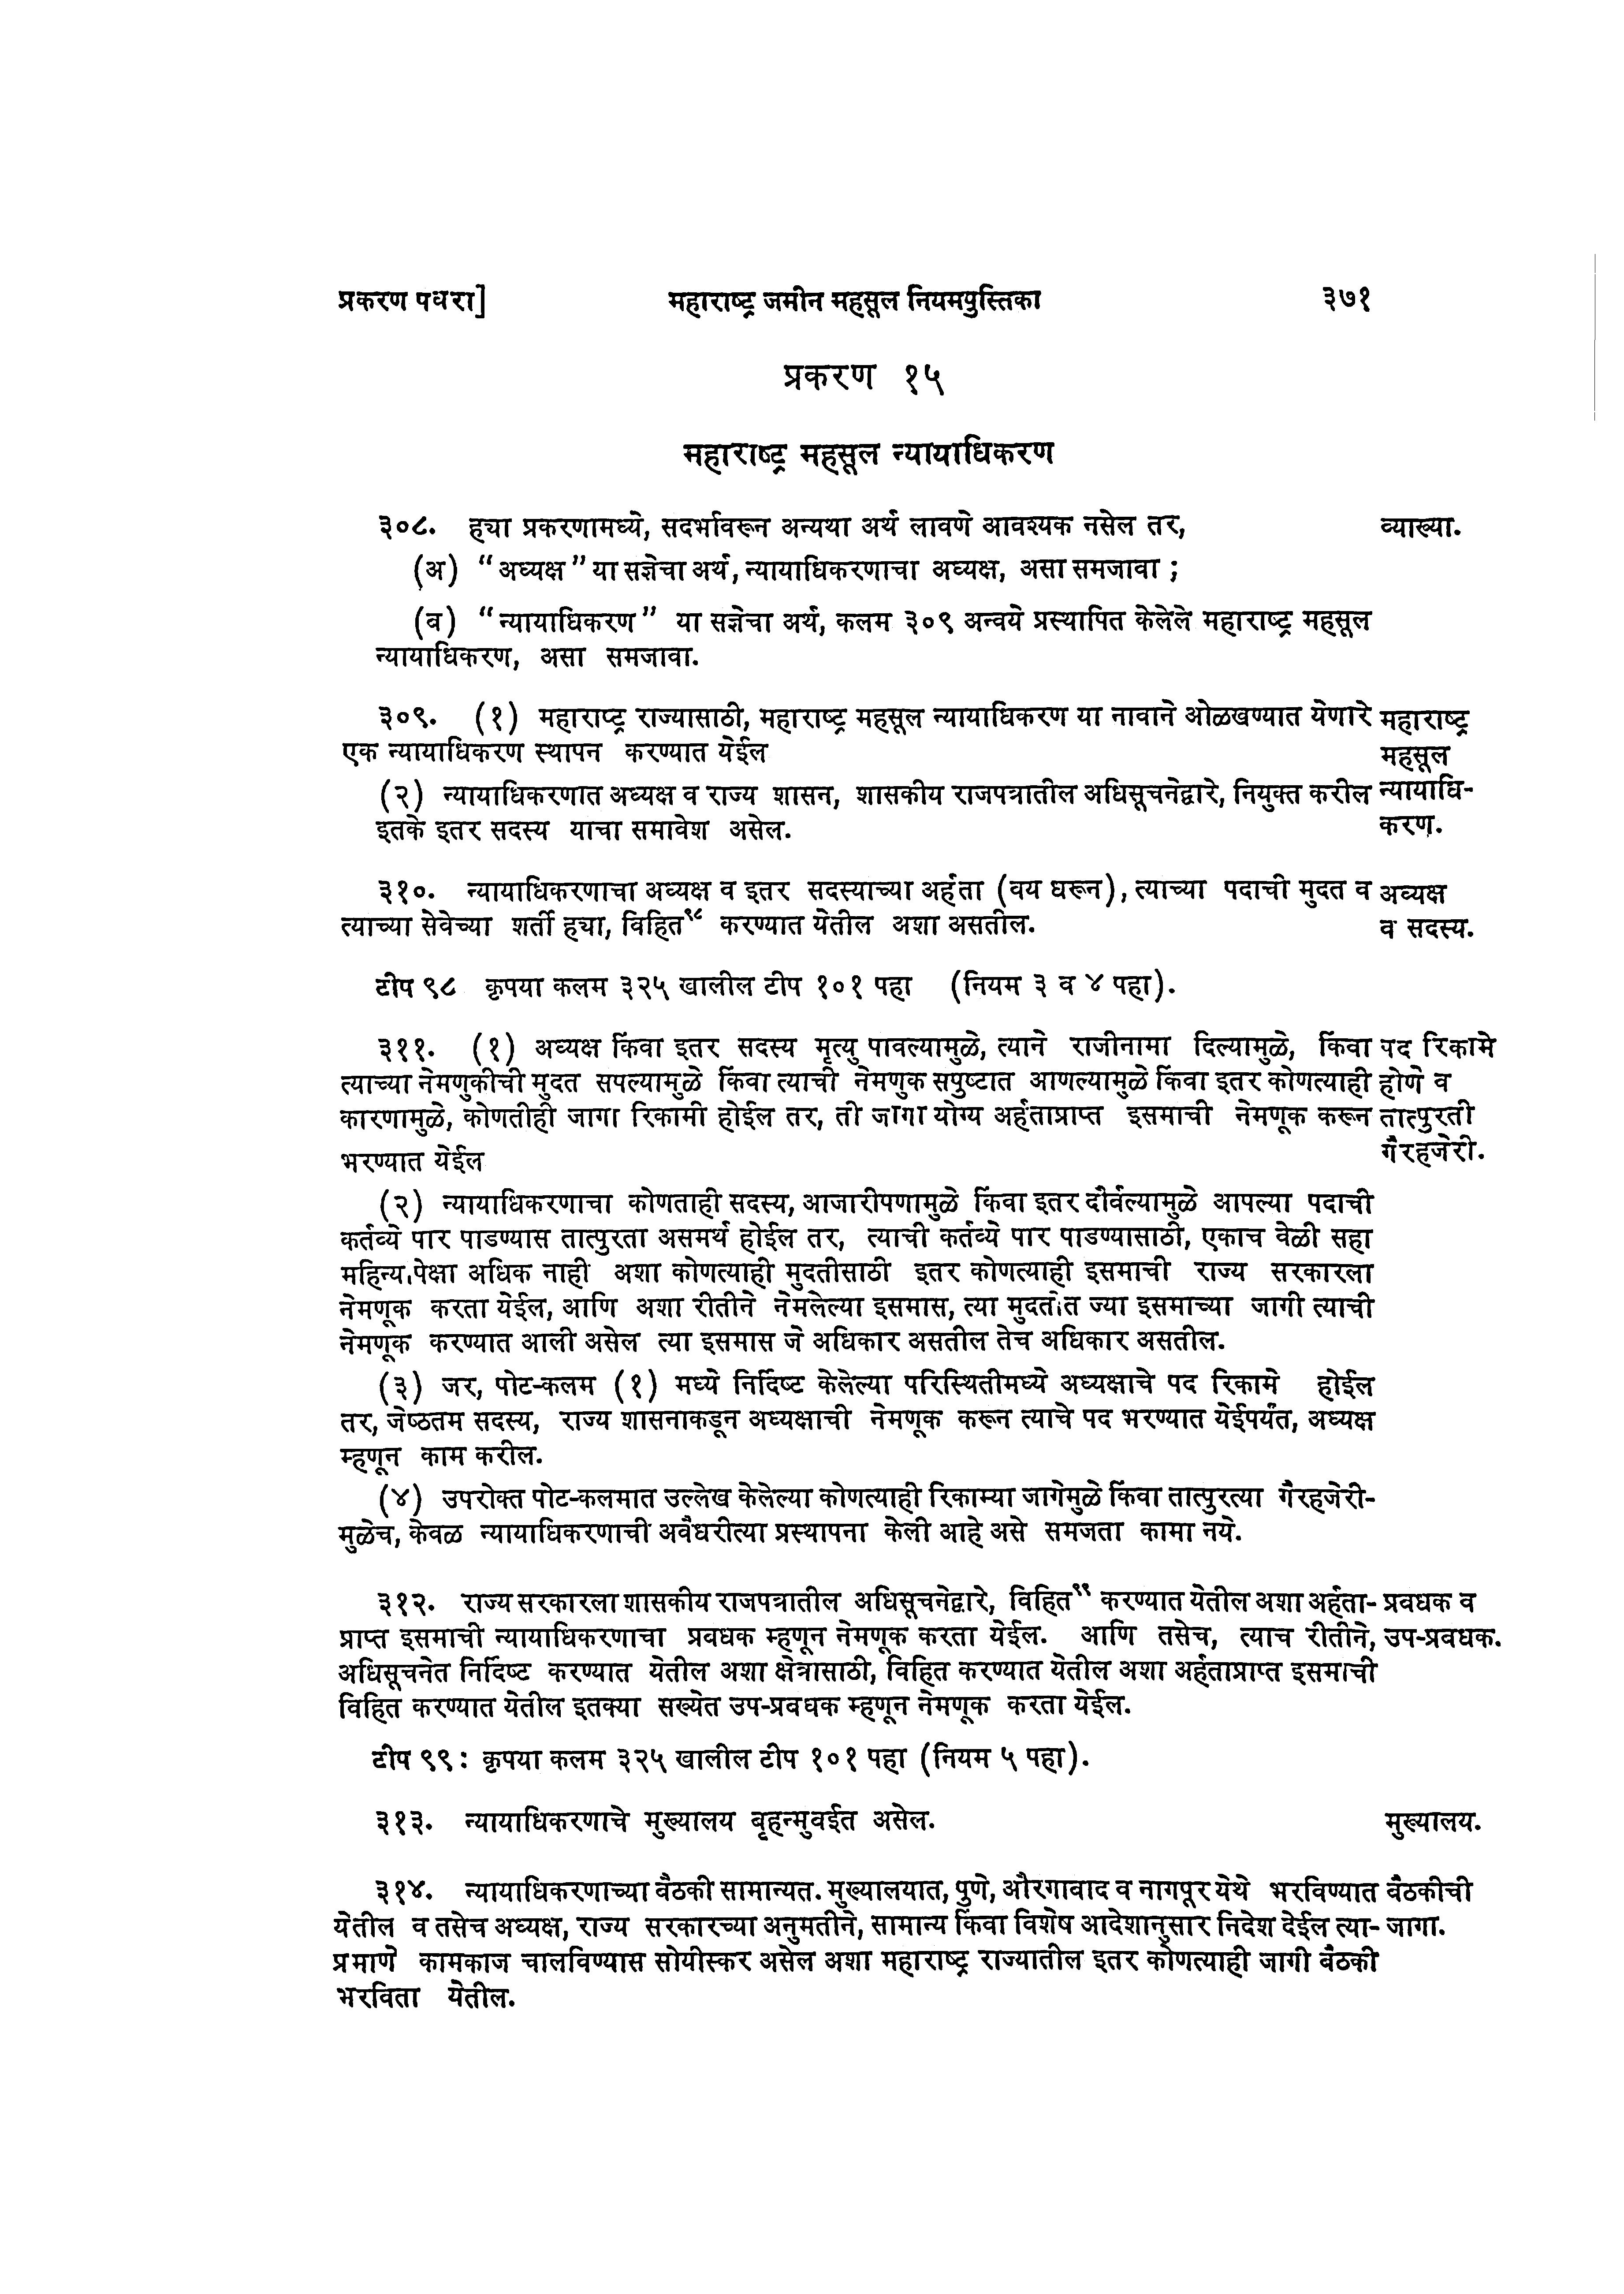 प्रकरण पधरा] महाराष्ट्र जमीन महसूल नियमपुस्तिका ३७१
प्रकरण १५
महाराष्ट्र महसूल न्यायाधिकरण
३०८. ह्या प्रकरणामध्ये, सदर्भावरून अन्यथा अर्थ लावणे आवश्यक नसेल तर, व्याख्या.
(अ) “अध्यक्ष” या सज्ञेचा अर्थ, न्यायाधिकरणाचा अध्यक्ष, असा समजावा ;
(व) “न्यायाधिकरण” या सज्ञेचा अर्थ, कलम ३०९ अन्वये प्रस्थापित केलेले महाराष्ट्र महसूल
न्यायाधिकरण, असा समजावा.
३०९. (१) महाराष्ट्र राज्यासाठी, महाराष्ट्र महसूल न्यायाधिकरण या नावाने ओळखण्यात येणारे महाराष्ट्र
एक न्यायाधिकरण स्थापन करण्यात येईल महसूल
(२) न्यायाधिकरणात अध्यक्ष व राज्य शासन, शासकीय राजपत्रातील अधिसूचनेद्वारे, नियुक्त करील न्यायाधि-
इतके इतर सदस्य याचा समावेश असेल. करण.
३१०. न्यायाधिकरणाचा अध्यक्ष व इतर सदस्याच्या अर्हता (वय धरून), त्याच्या पदाची मुदत व अध्यक्ष
त्याच्या सेवेच्या शर्ती ह्या, विहित९८ करण्यात येतील अशा असतील. व सदस्य.
टीप ९८ कृपया कलम ३२५ खालील टीप १०१ पहा (नियम ३ व ४ पहा).
३११. (१) अध्यक्ष किंवा इतर सदस्य मृत्यु पावल्यामुळे, त्याने राजीनामा दिल्यामुळे, किंवा पद रिकामे
त्याच्या नेमणुकीची मुदत सपल्यामुळे किंवा त्याची नेमणुक सपुष्टात आणल्यामुळे किंवा इतर कोणत्याही होणे व
कारणामुळे, कोणतीही जागा रिकामी होईल तर, ती जागा योग्य अर्हताप्राप्त इसमाची नेमणूक करून तात्पुरती
भरण्यात येईल गैरहजेरी.
(२) न्यायाधिकरणाचा कोणताही सदस्य, आजारीपणामुळे किंवा इतर दौर्वल्यामुळे आपल्या पदाची
कर्तव्ये पार पाडण्यास तात्पुरता असमर्थ होईल तर, त्याची कर्तव्ये पार पाडण्यासाठी, एकाच वेळी सहा
महिन्यापेक्षा अधिक नाही अशा कोणत्याही मुदतीसाठी इतर कोणत्याही इसमाची राज्य सरकारला
नेमणूक करता येईल, आणि अशा रीतीने नेमलेल्या इसमास, त्या मुदतीत ज्या इसमाच्या जागी त्याची
नेमणूक करण्यात आली असेल त्या इसमास जे अधिकार असतील तेच अधिकार असतील.
(३) जर, पोट-कलम (१) मध्ये निर्दिष्ट केलेल्या परिस्थितीमध्ये अध्यक्षाचे पद रिकामे होईल
तर, जेष्ठतम सदस्य, राज्य शासनाकडून अध्यक्षाची नेमणूक करून त्याचे पद भरण्यात येईपर्यंत, अध्यक्ष
म्हणून काम करील.
(४) उपरोक्त पोट-कलमात उल्लेख केलेल्या कोणत्याही रिकाम्या जागेमुळे किंवा तात्पुरत्या गैरहजेरी-
मुळेच, केवळ न्यायाधिकरणाची अवैधरीत्या प्रस्थापना केली आहे असे समजता कामा नये.
३१२. राज्य सरकारला शासकीय राजपत्रातील अधिसूचनेद्वारे, विहित९९ करण्यात येतील अशा अर्हता- प्रवधक व
प्राप्त इसमाची न्यायाधिकरणाचा प्रवधक म्हणून नेमणूक करता येईल. आणि तसेच, त्याच रीतीने, उप-प्रवधक.
अधिसूचनेत निर्दिष्ट करण्यात येतील अशा क्षेत्रासाठी, विहित करण्यात येतील अशा अर्हताप्राप्त इसमाची
विहित करण्यात येतील इतक्या सख्येत उप-प्रवधक म्हणून नेमणूक करता येईल.
टीप ९९ : कृपया कलम ३२५ खालील टीप १०१ पहा (नियम ५ पहा).
३१३. न्यायाधिकरणाचे मुख्यालय बृहन्मुवईत असेल. मुख्यालय.
३१४. न्यायाधिकरणाच्या वैठकी सामान्यत. मुख्यालयात, पुणे, औरगावाद व नागपूर येथे भरविण्यात वैठकीची
येतील व तसेच अध्यक्ष, राज्य सरकारच्या अनुमतीने, सामान्य किंवा विशेष आदेशानुसार निदेश देईल त्या- जागा.
प्रमाणे कामकाज चालविण्यास सोयीस्कर असेल अशा महाराष्ट्र राज्यातील इतर कोणत्याही जागी बैठकी
भरविता येतील.